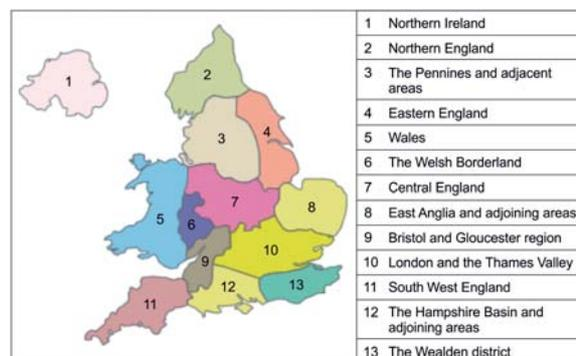 1 Northern Ireland
2 Northern England
3 The Pennines and adjacent
areas
4 Eastern England
5 Wales
6 The Welsh Borderland
7 Central England
8 East Anglia and adjoining areas
9 Bristol and Gloucester region
10 London and the Thames Valley
11 South West England
12 The Hampshire Basin and
adjoining areas
13 The Wealden district
1
2
3
4
5
6
7
8
9
10
11
12
13